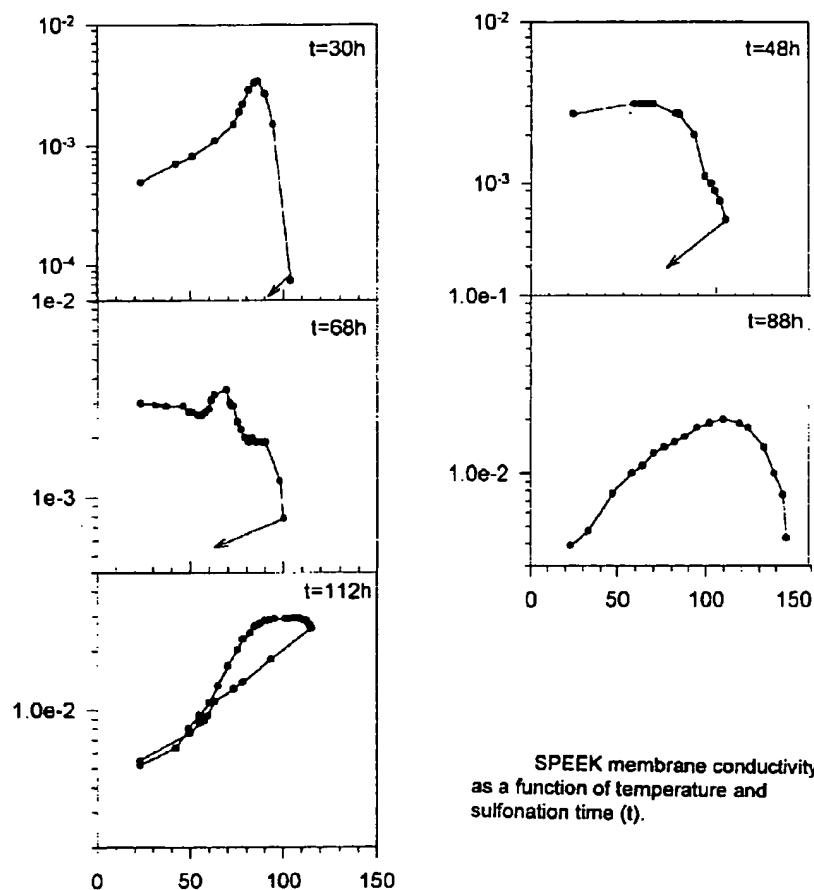 10-2
t=30h
10-3
10-4
1e-2
t=68h
1e-3
t=112h
1.0e-2
0 50 100 150
10-2
t=48h
10-3
1.0e-1
t=88h
1.0e-2
0 50 100 150
SPEEK membrane conductivity
as a function of temperature and
sulfonation time (t).